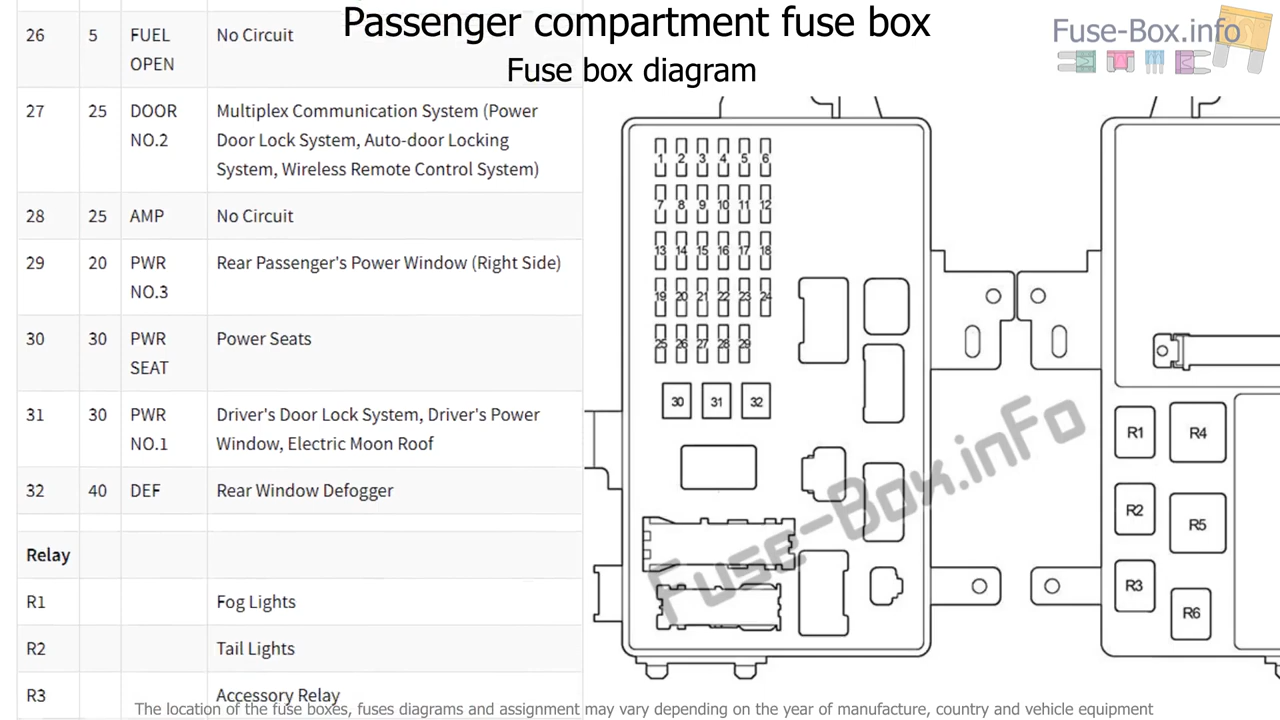 Passenger compartment fuse box
Fuse box diagram
Fuse-Box.info
26 5 FUEL OPEN No Circuit
27 25 DOOR NO.2 Multiplex Communication System (Power
Door Lock System, Auto-door Locking
System, Wireless Remote Control System)
28 25 AMP No Circuit
29 20 PWR NO.3 Rear Passenger's Power Window (Right Side)
30 30 PWR SEAT Power Seats
31 30 PWR NO.1 Driver's Door Lock System, Driver's Power
Window, Electric Moon Roof
32 40 DEF Rear Window Defogger
Relay
R1 Fog Lights
R2 Tail Lights
R3 Accessory Relay
1 2 3 4 5 6
7 8 9 10 11 12
13 14 15 16 17 18
19 20 21 22 23 24
25 26 27 28 29
30 31 32
R1 R4
R2 R5
R3 R6
Fuse-Box.inFo
The location of the fuse boxes, fuses diagrams and assignment may vary depending on the year of manufacture, country and vehicle equipment